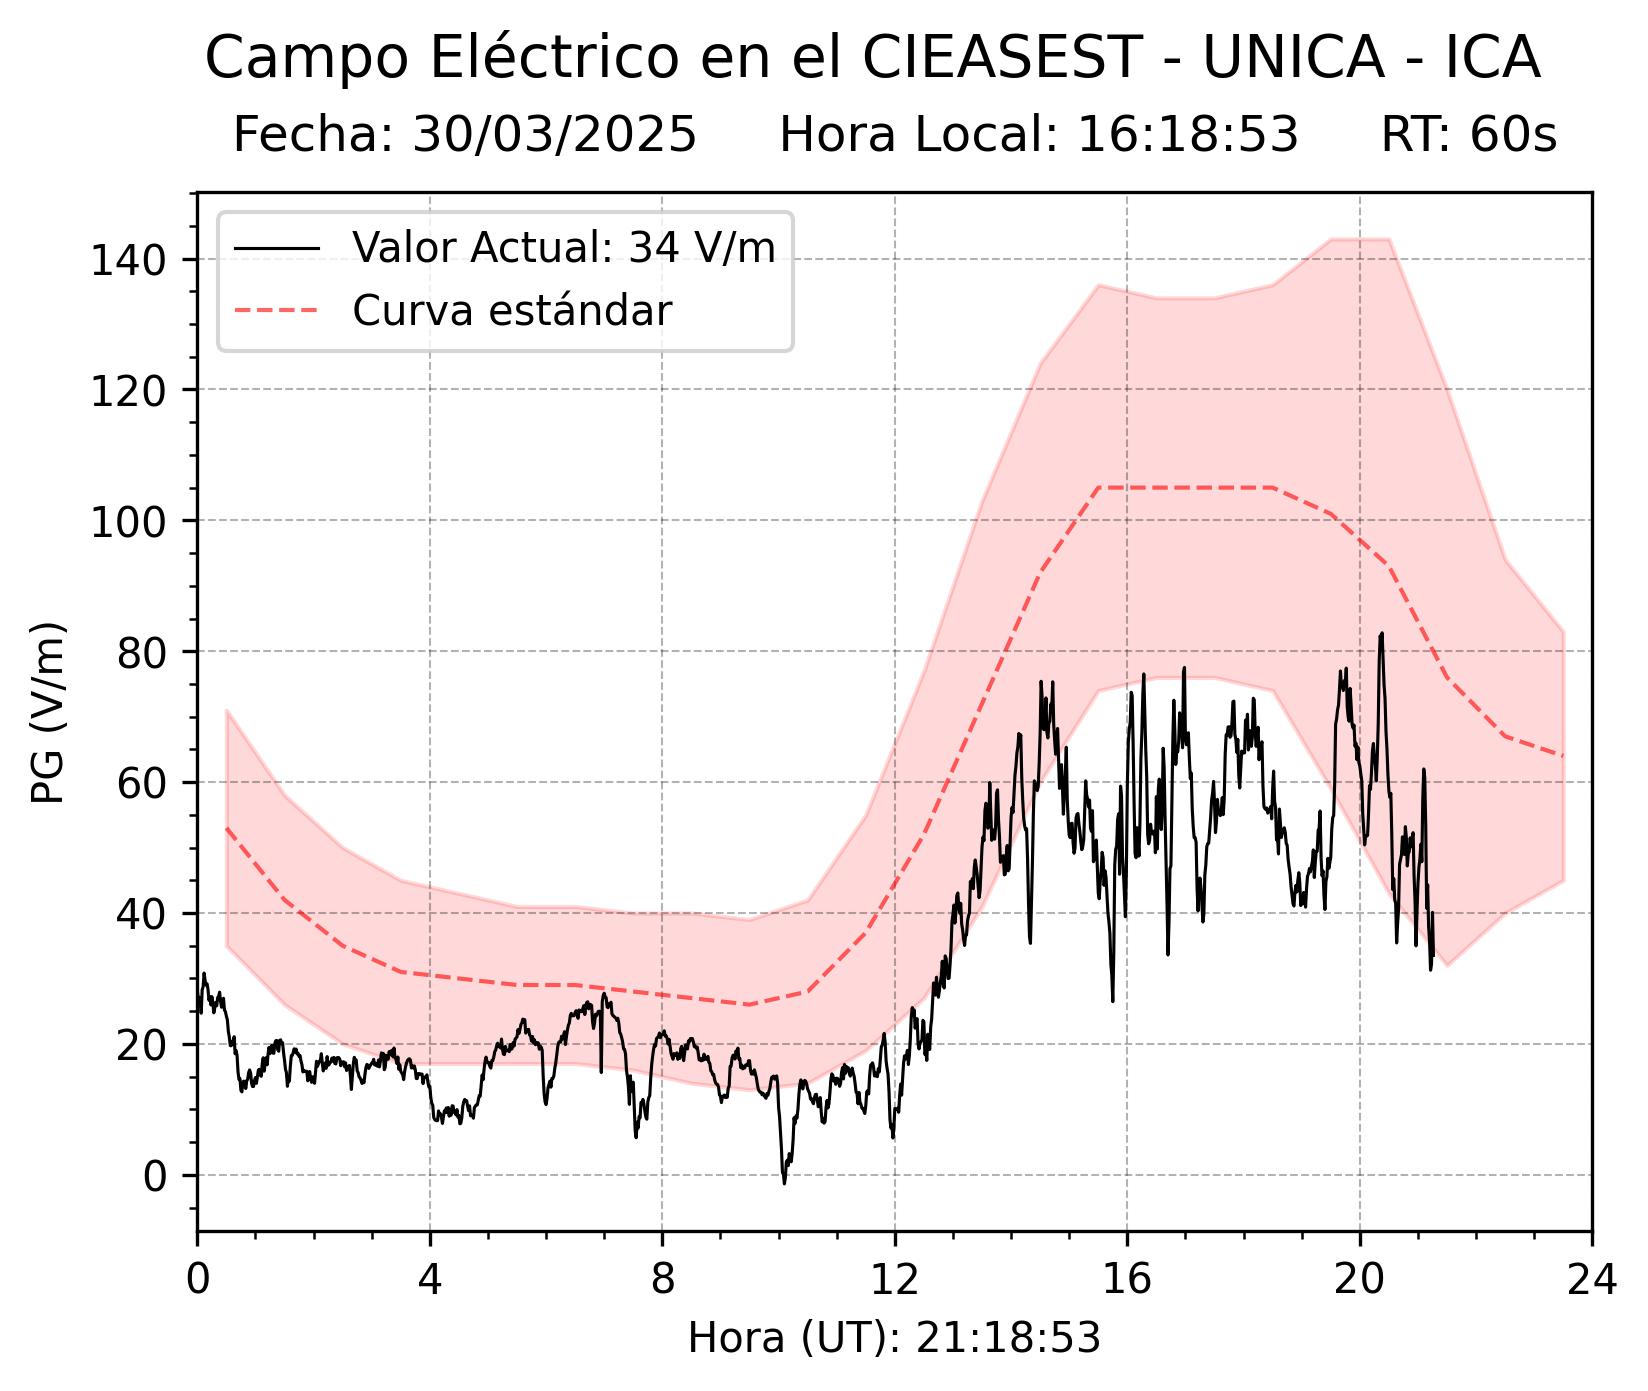 Campo Eléctrico en el CIEASEST - UNICA - ICA
Fecha: 30/03/2025 Hora Local: 16:18:53 RT: 60s
Valor Actual: 34 V/m
Curva estándar
PG (V/m)
140
120
100
80
60
40
20
0
0 4 8 12 16 20 24
Hora (UT): 21:18:53